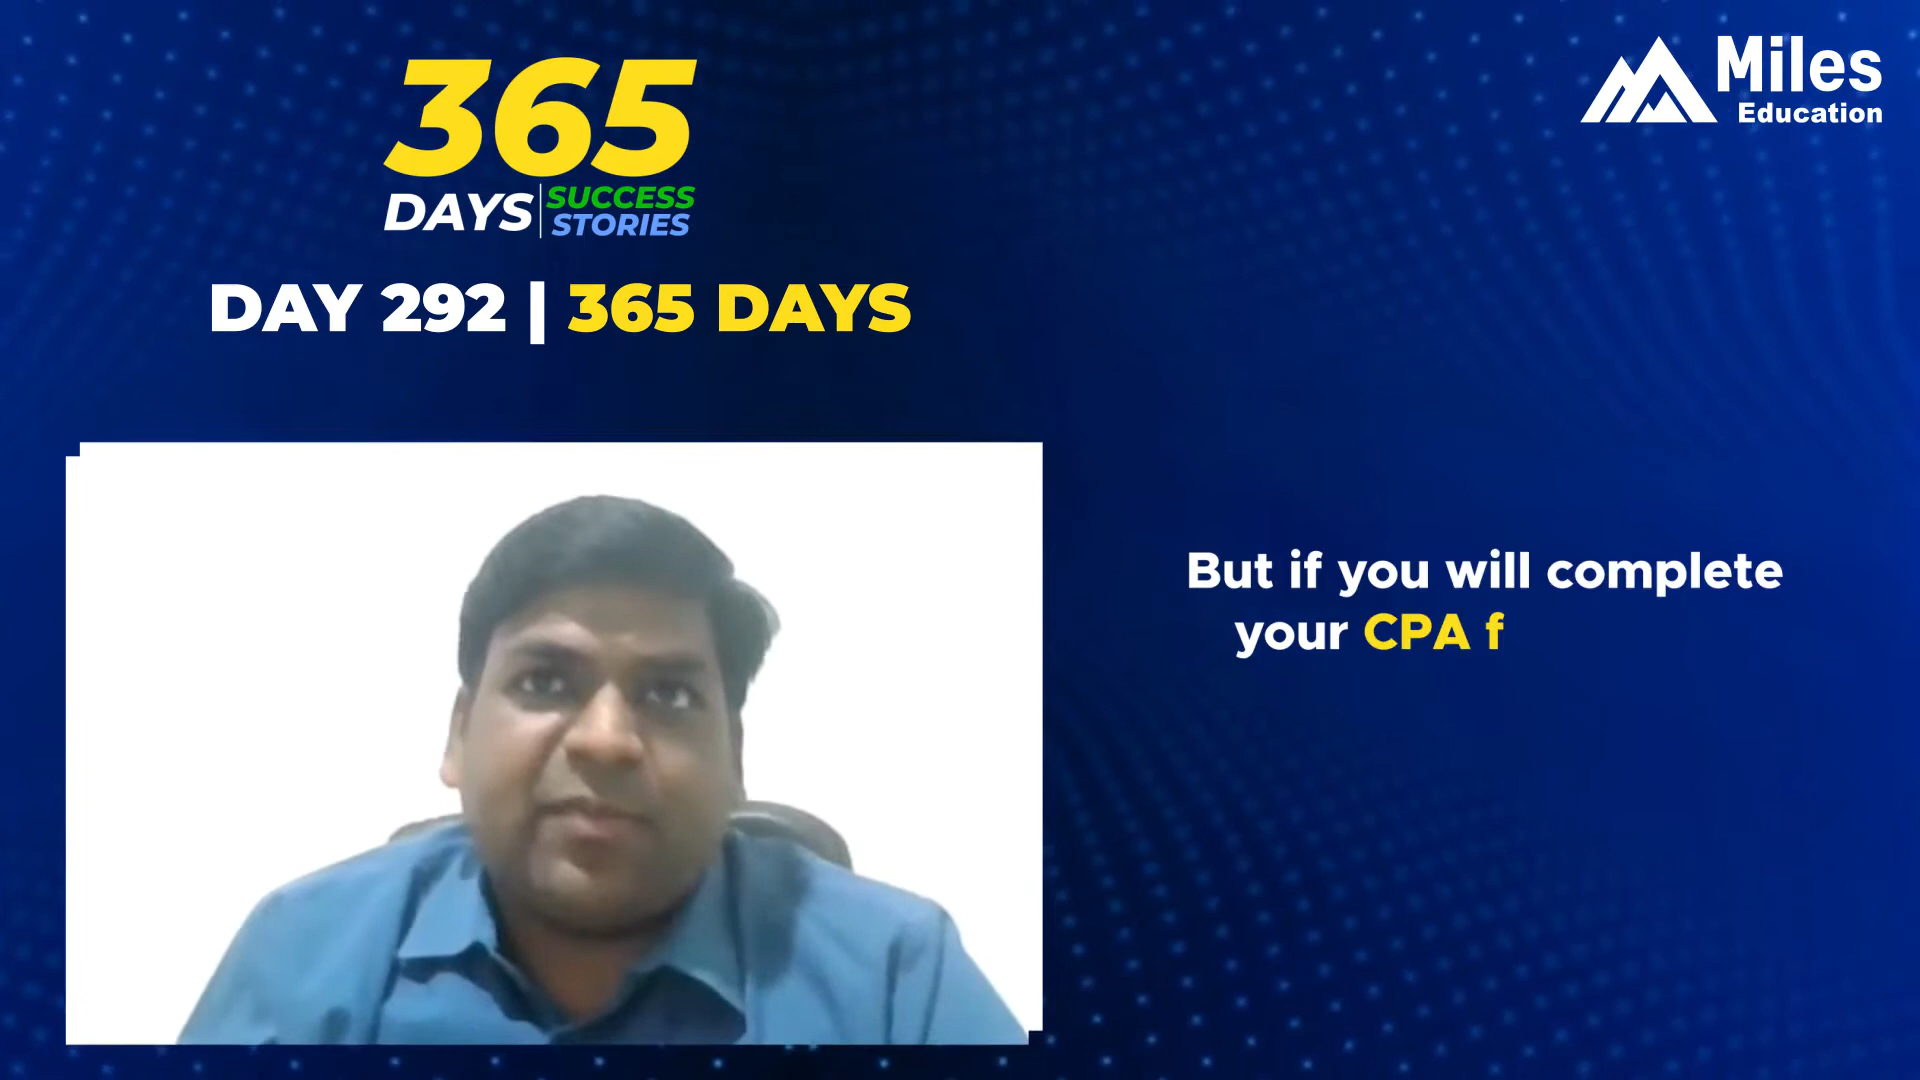 365
DAYS
SUCCESS
STORIES
Miles
Education
DAY 292 | 365 DAYS
But if you will complete
your CPA f